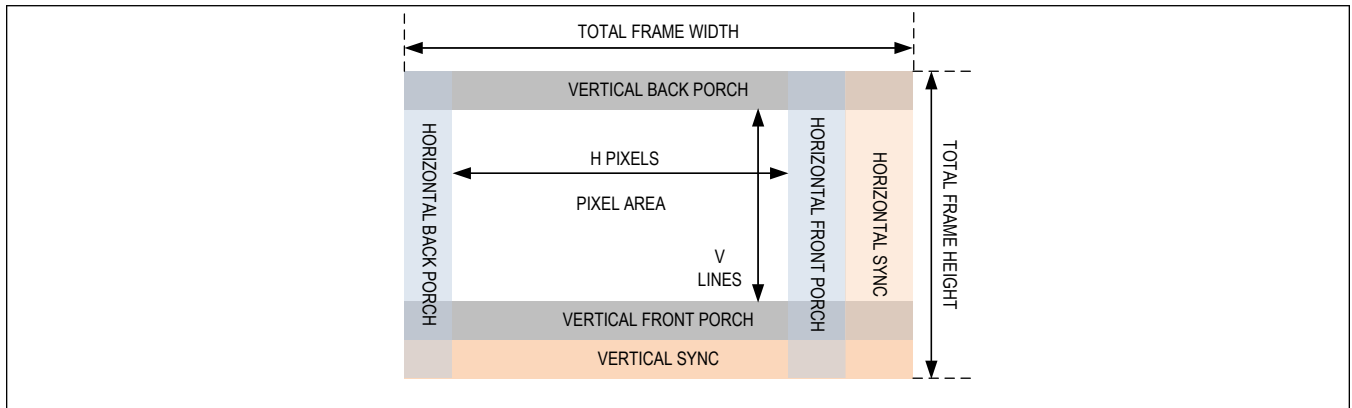 TOTAL FRAME WIDTH
VERTICAL BACK PORCH
HORIZONTAL BACK PORCH
H PIXELS
PIXEL AREA
V
LINES
HORIZONTAL FRONT PORCH
HORIZONTAL SYNC
TOTAL FRAME HEIGHT
VERTICAL FRONT PORCH
VERTICAL SYNC